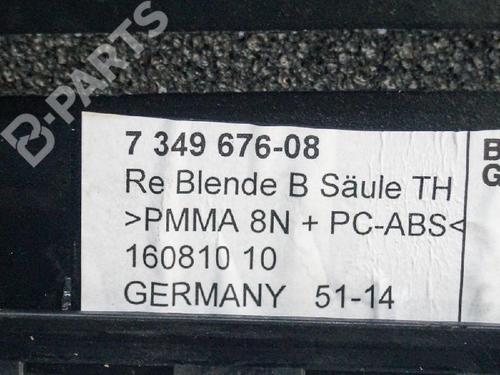 B-PARTS
7 349 676-08
Re Blende B Säule TH
>PMMA 8N + PC-ABS<
160810 10
GERMANY 51-14
B
G